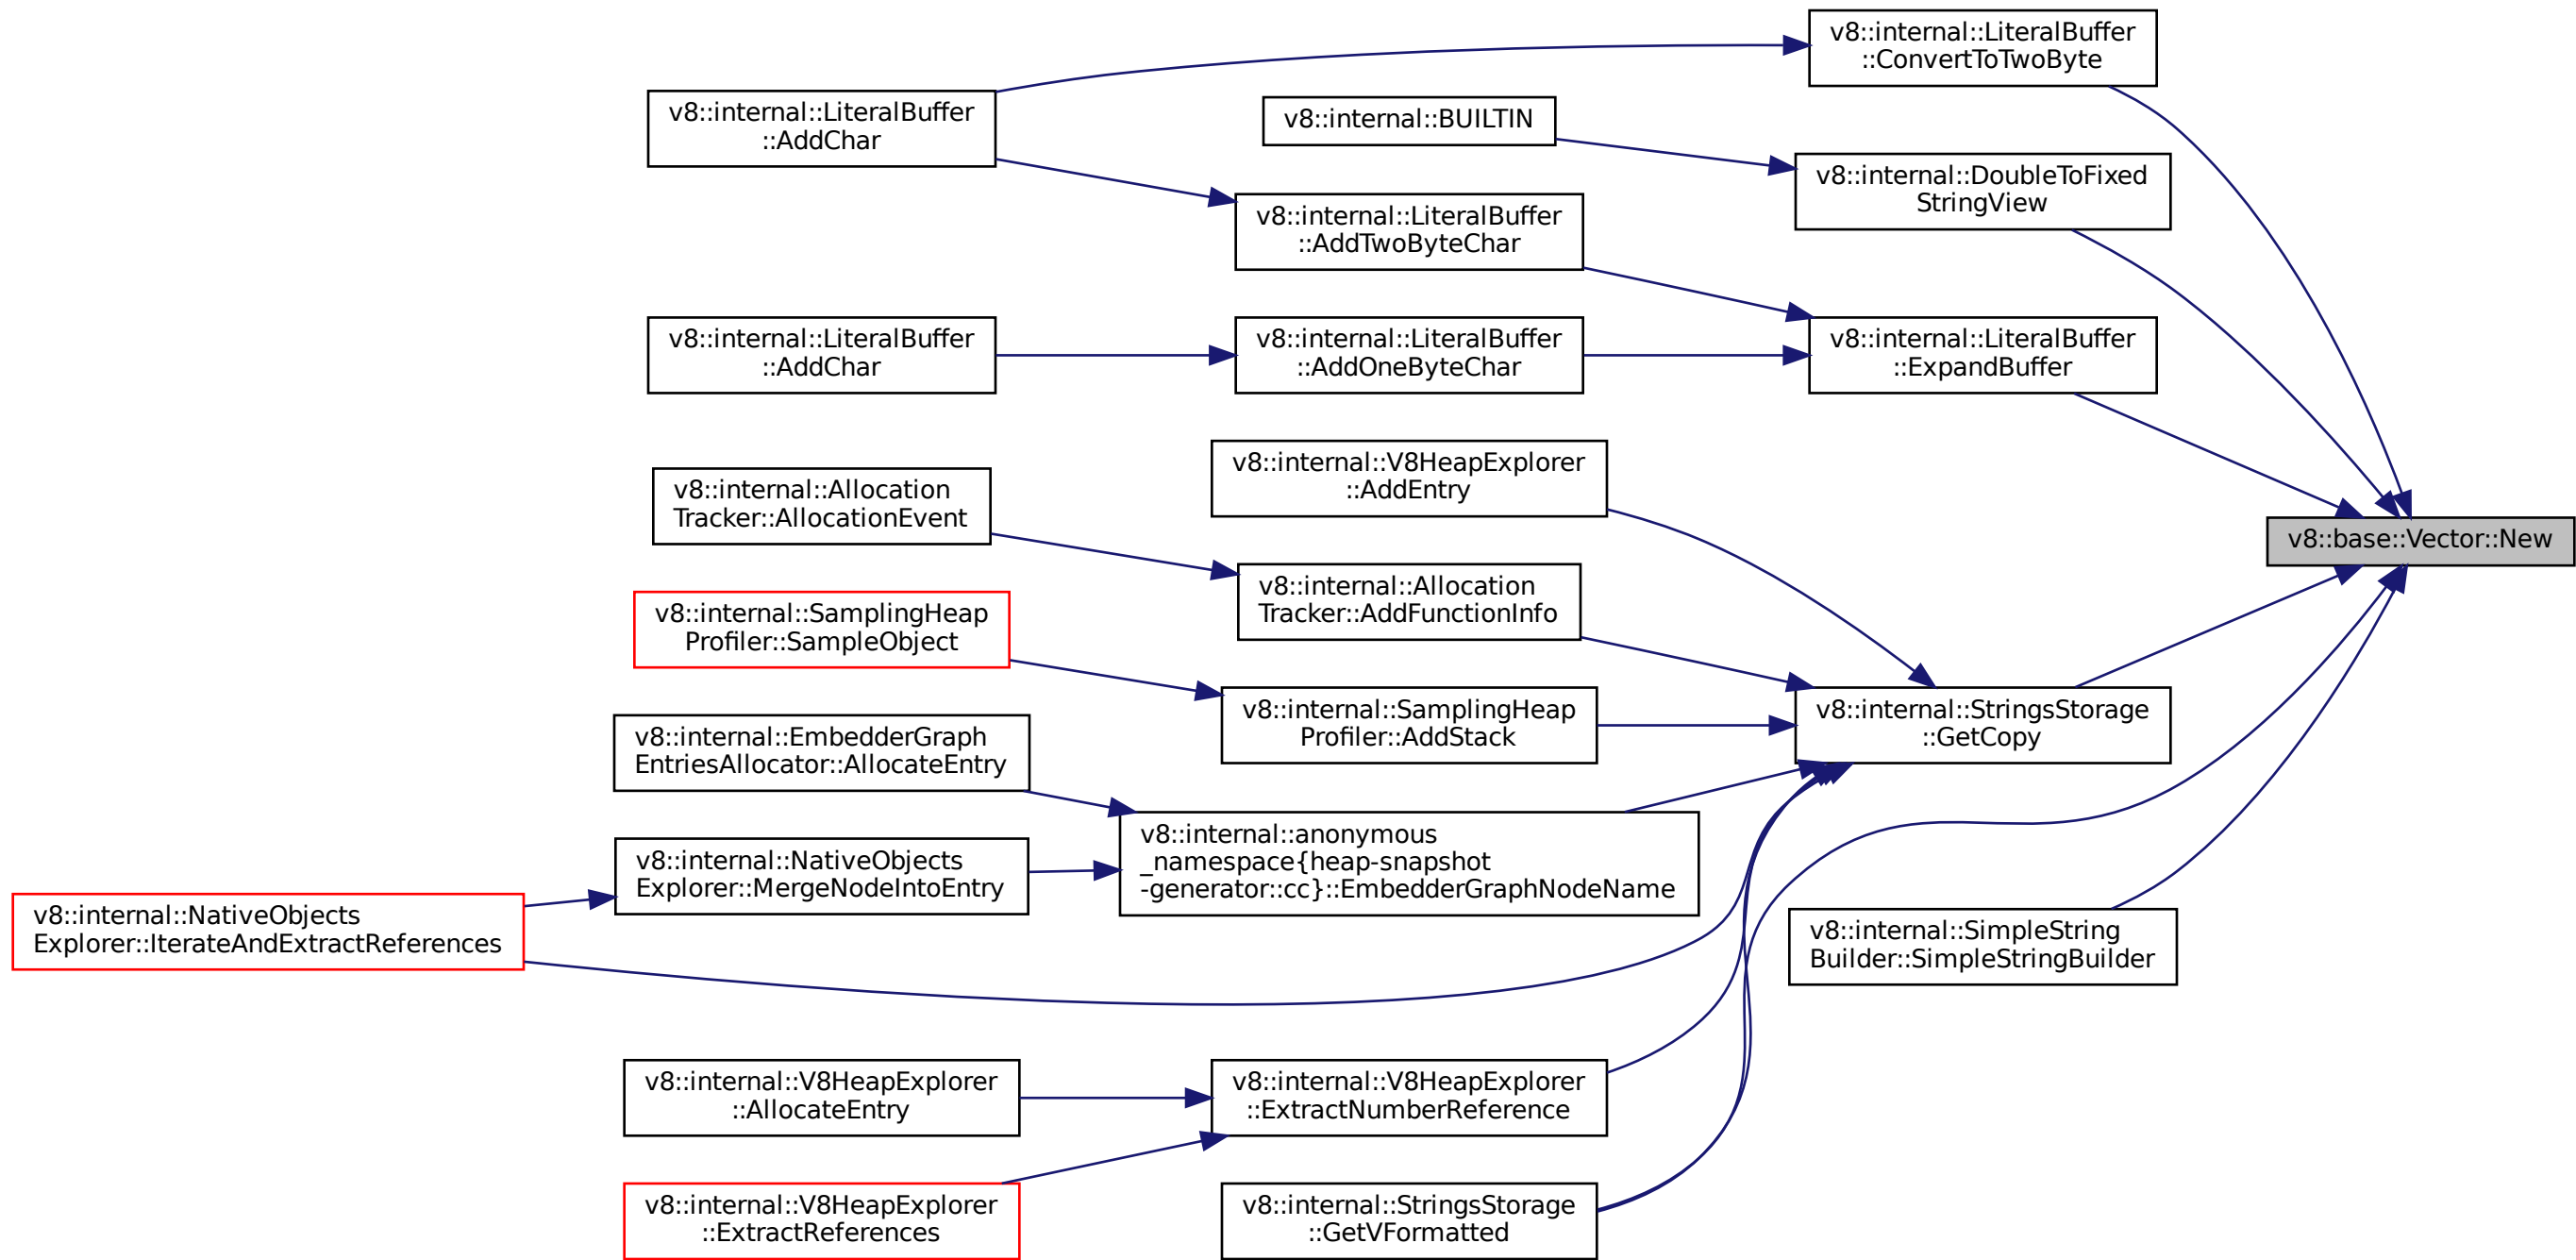 v8::internal::LiteralBuffer
::ConvertToTwoByte
v8::internal::LiteralBuffer
::AddChar
v8::internal::BUILTIN
v8::internal::DoubleToFixed
StringView
v8::internal::LiteralBuffer
::AddTwoByteChar
v8::internal::LiteralBuffer
::AddChar
v8::internal::LiteralBuffer
::AddOneByteChar
v8::internal::LiteralBuffer
::ExpandBuffer
v8::internal::V8HeapExplorer
::AddEntry
v8::internal::Allocation
Tracker::AllocationEvent
v8::base::Vector::New
v8::internal::Allocation
Tracker::AddFunctionInfo
v8::internal::SamplingHeap
Profiler::SampleObject
v8::internal::SamplingHeap
Profiler::AddStack
v8::internal::StringsStorage
::GetCopy
v8::internal::EmbedderGraph
EntriesAllocator::AllocateEntry
v8::internal::anonymous
_namespace{heap-snapshot
-generator::cc}::EmbedderGraphNodeName
v8::internal::NativeObjects
Explorer::MergeNodeIntoEntry
v8::internal::NativeObjects
Explorer::IterateAndExtractReferences
v8::internal::SimpleString
Builder::SimpleStringBuilder
v8::internal::V8HeapExplorer
::AllocateEntry
v8::internal::V8HeapExplorer
::ExtractNumberReference
v8::internal::V8HeapExplorer
::ExtractReferences
v8::internal::StringsStorage
::GetVFormatted